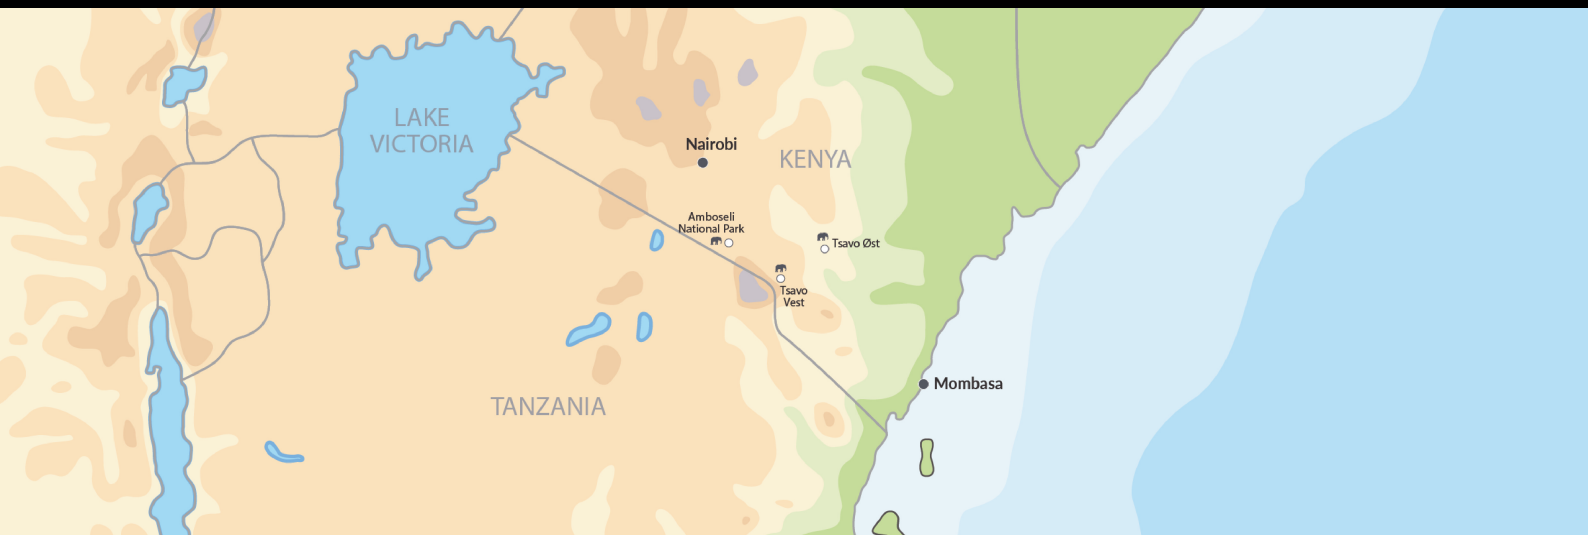 LAKE
VICTORIA
Nairobi
KENYA
Amboseli
National Park
Tsavo Øst
Tsavo
Vest
Mombasa
TANZANIA